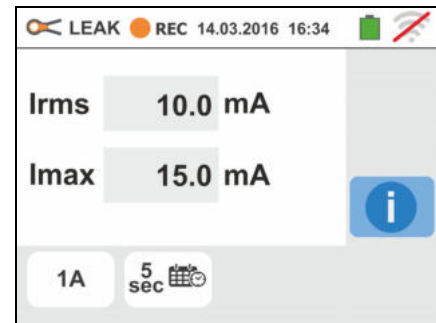 LEAK REC 14.03.2016 16:34
Irms 10.0 mA
Imax 15.0 mA
i
1A 5 sec